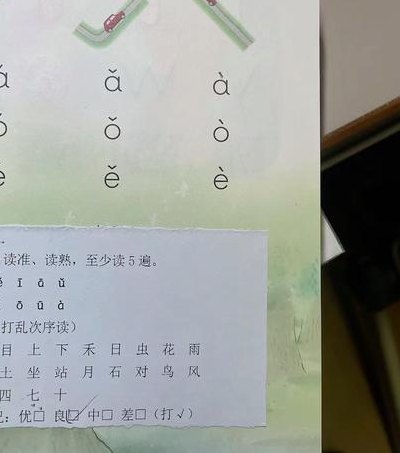 ǎ à
ǒ ò
ě è
读准、读熟，至少读5遍。
ī ā ǔ
ō ū à
打乱次序读）
目 上 下 禾 日 虫 花 雨
土 坐 站 月 石 对 鸟 风
四 七 十
：优□ 良□ 中□ 差□（打√）